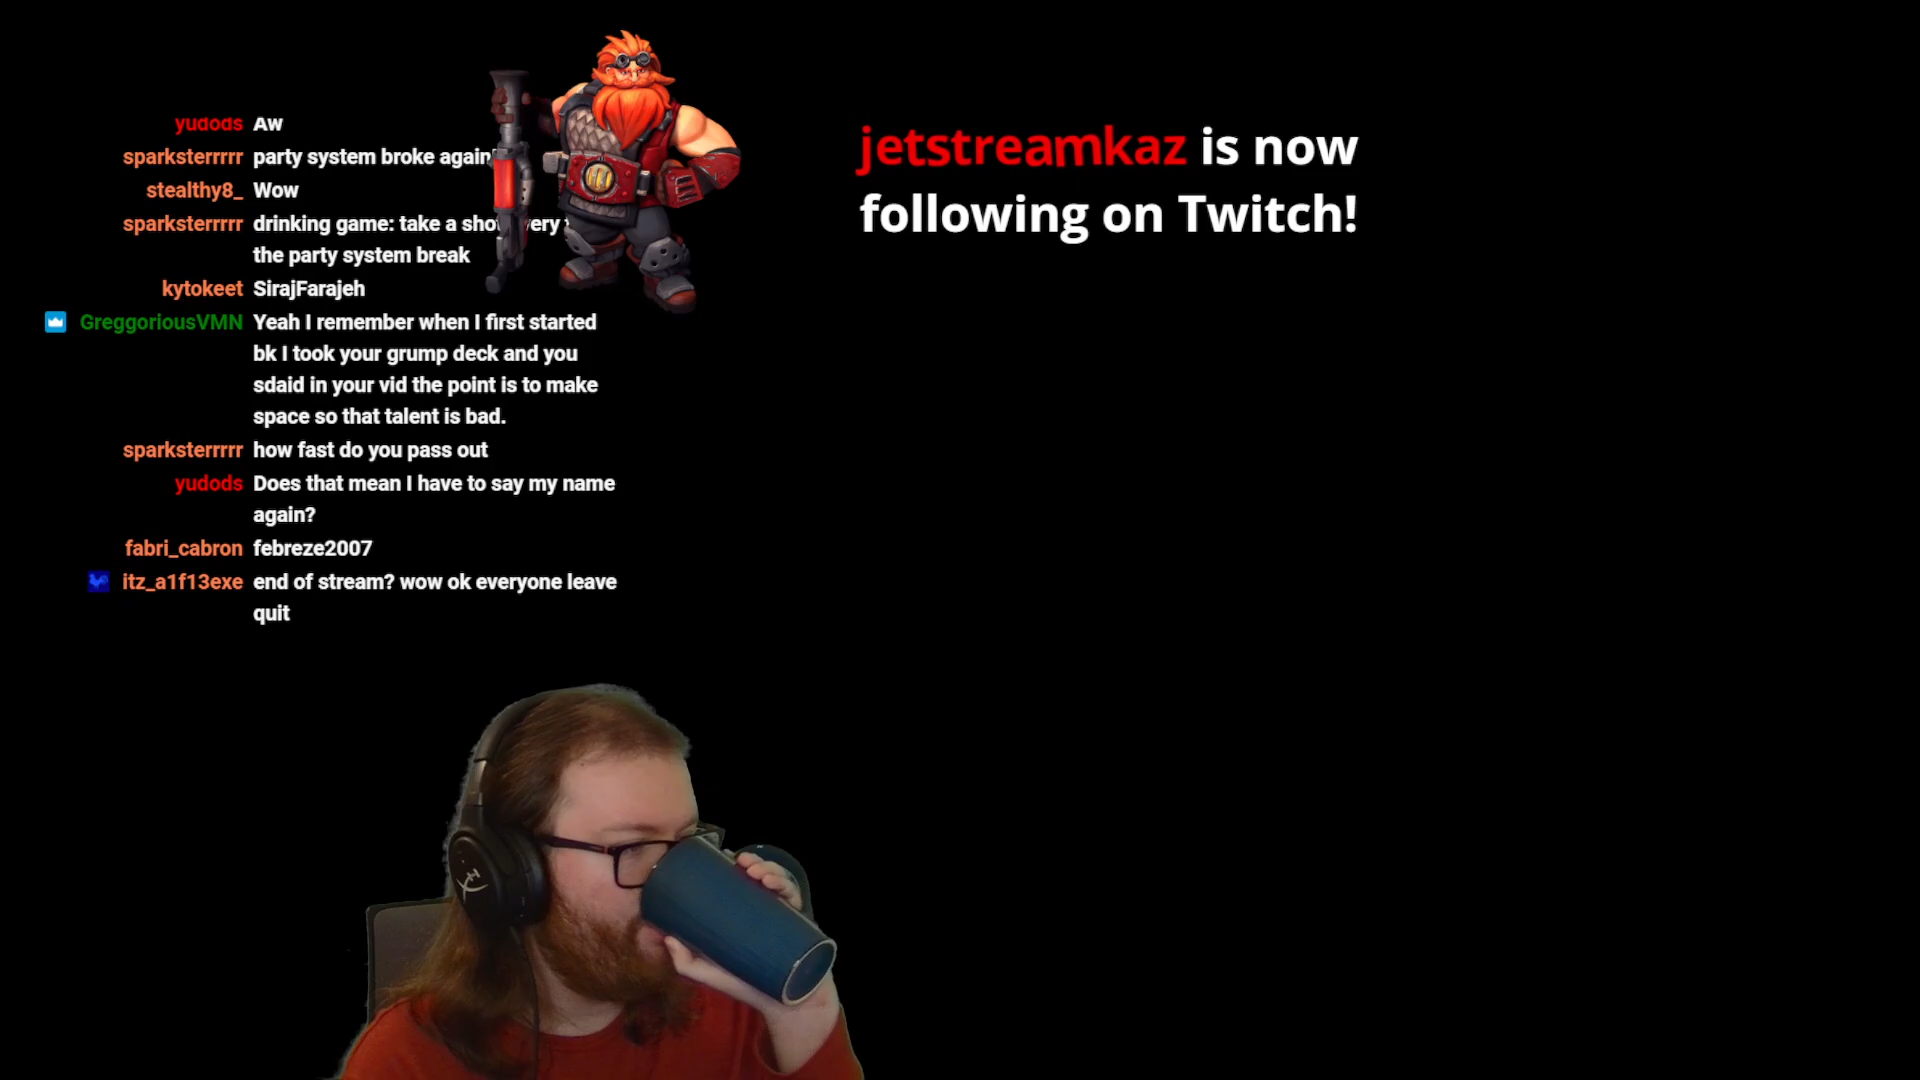 yudods Aw
sparksterrrrr party system broke again
stealthy8_ Wow
sparksterrrrr drinking game: take a shot
the party system break
kytokeet SirajFarajeh
GreggoriousVMN Yeah I remember when I first started
bk I took your grump deck and you
sdaid in your vid the point is to make
space so that talent is bad.
sparksterrrrr how fast do you pass out
yudods Does that mean I have to say my name
again?
fabri_cabron febreze2007
itz_a1f13exe end of stream? wow ok everyone leave
quit
jetstreamkaz is now
following on Twitch!